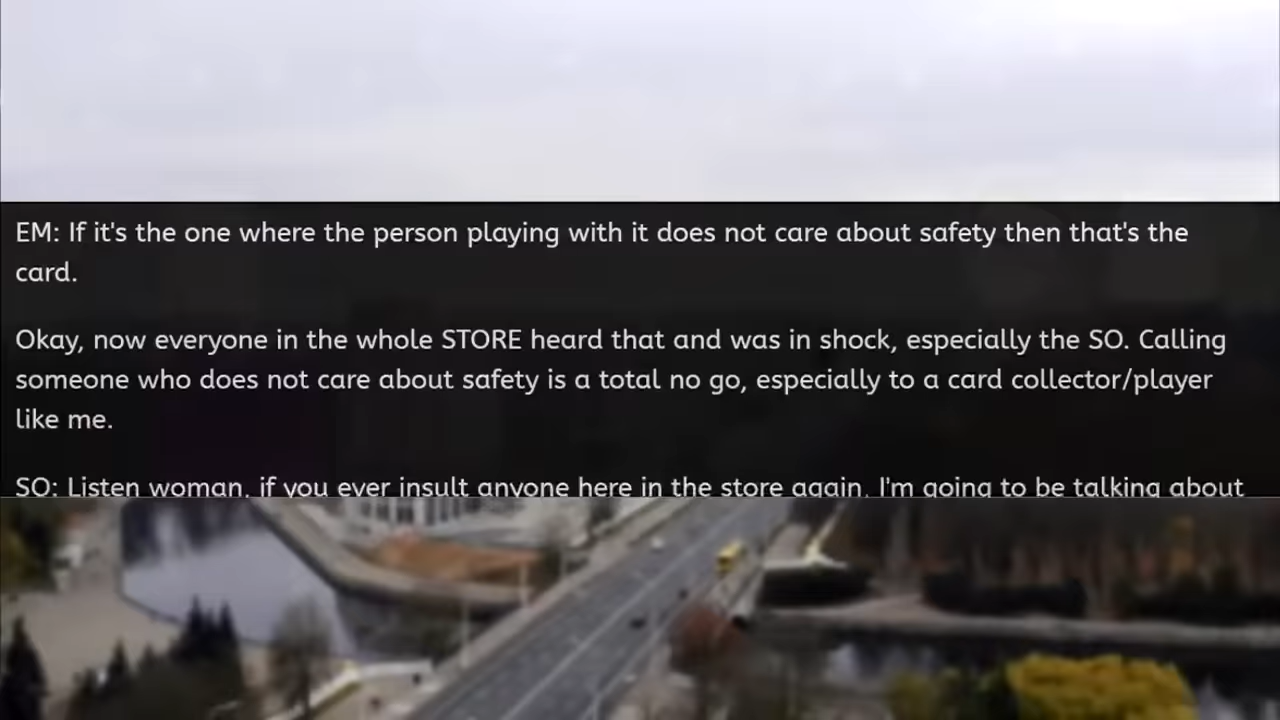 EM: If it's the one where the person playing with it does not care about safety then that's the
card.
Okay, now everyone in the whole STORE heard that and was in shock, especially the SO. Calling
someone who does not care about safety is a total no go, especially to a card collector/player
like me.
SO: Listen woman, if you ever insult anyone here in the store again, I'm going to be talking about